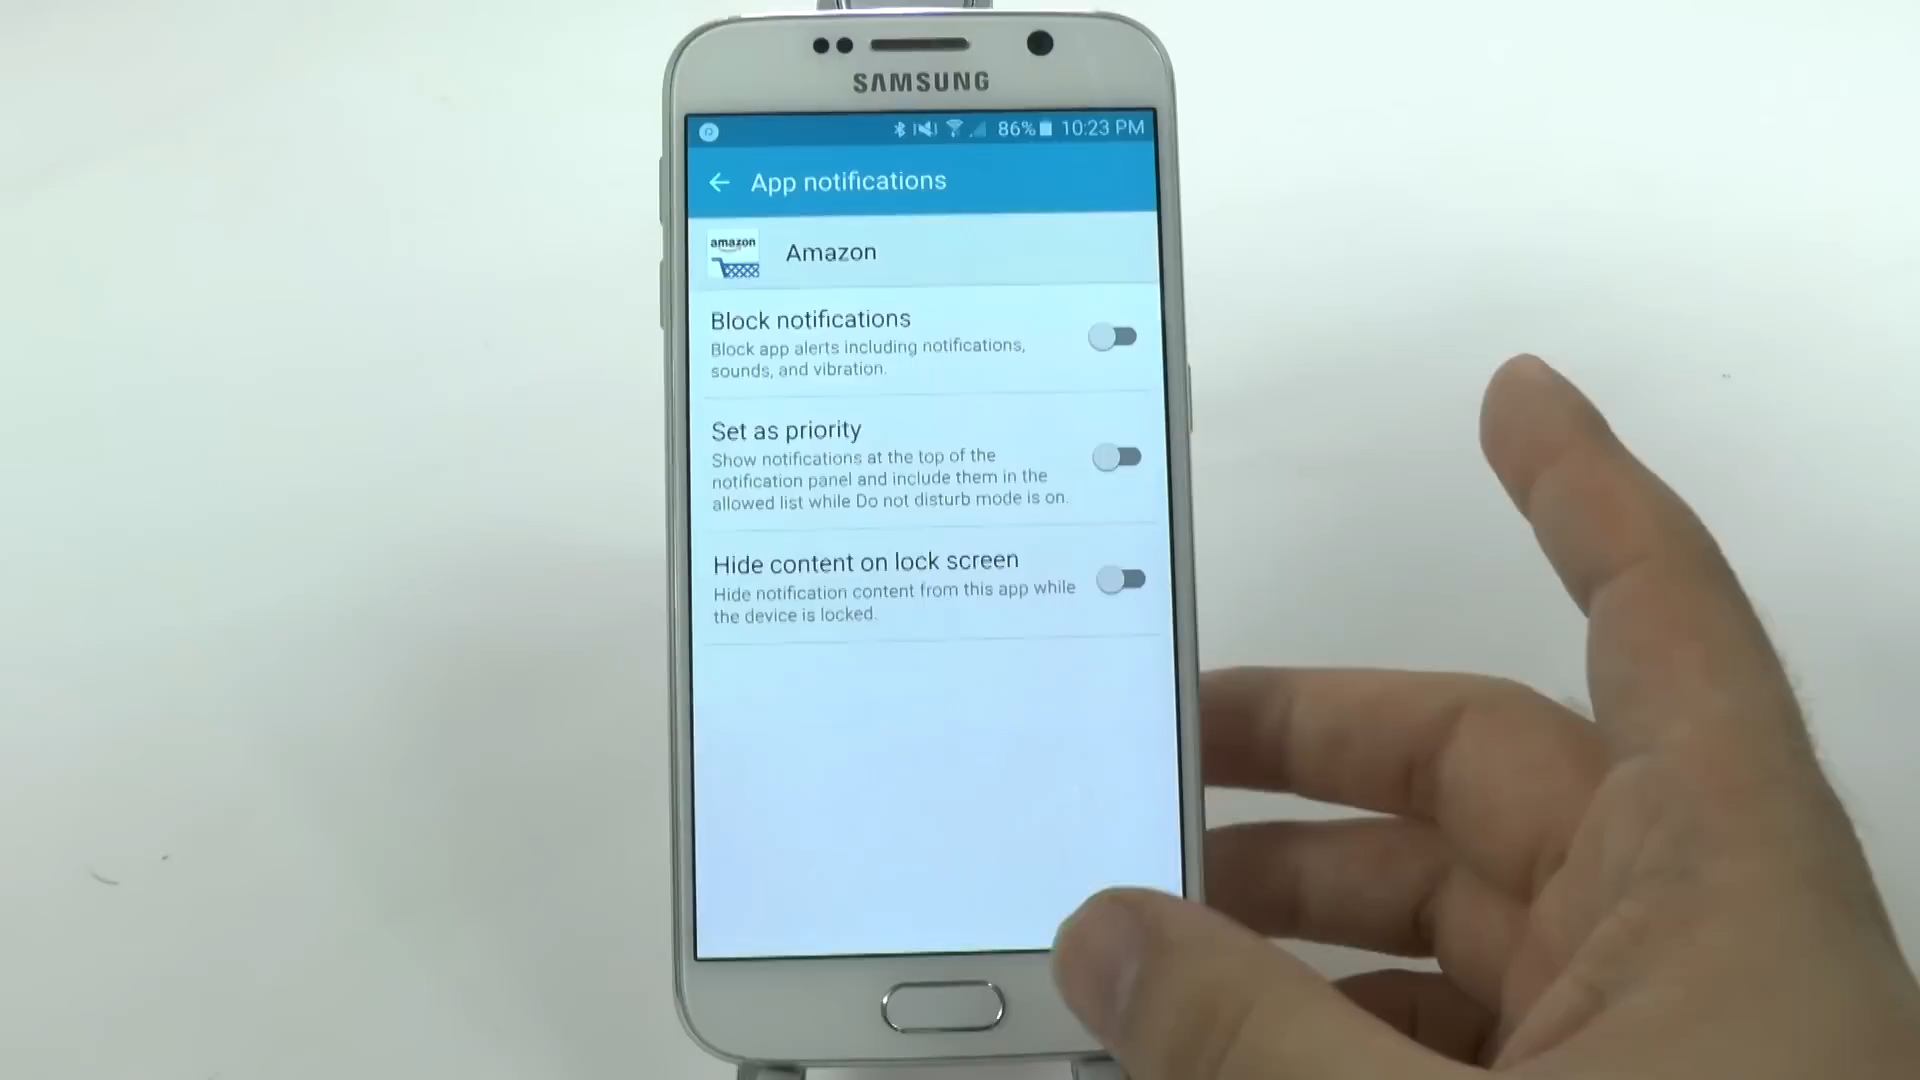 SAMSUNG
86% 10:23 PM
App notifications
amazon
Amazon
Block notifications
Block app alerts including notifications,
sounds, and vibration.
Set as priority
Show notifications at the top of the
notification panel and include them in the
allowed list while Do not disturb mode is on.
Hide content on lock screen
Hide notification content from this app while
the device is locked.